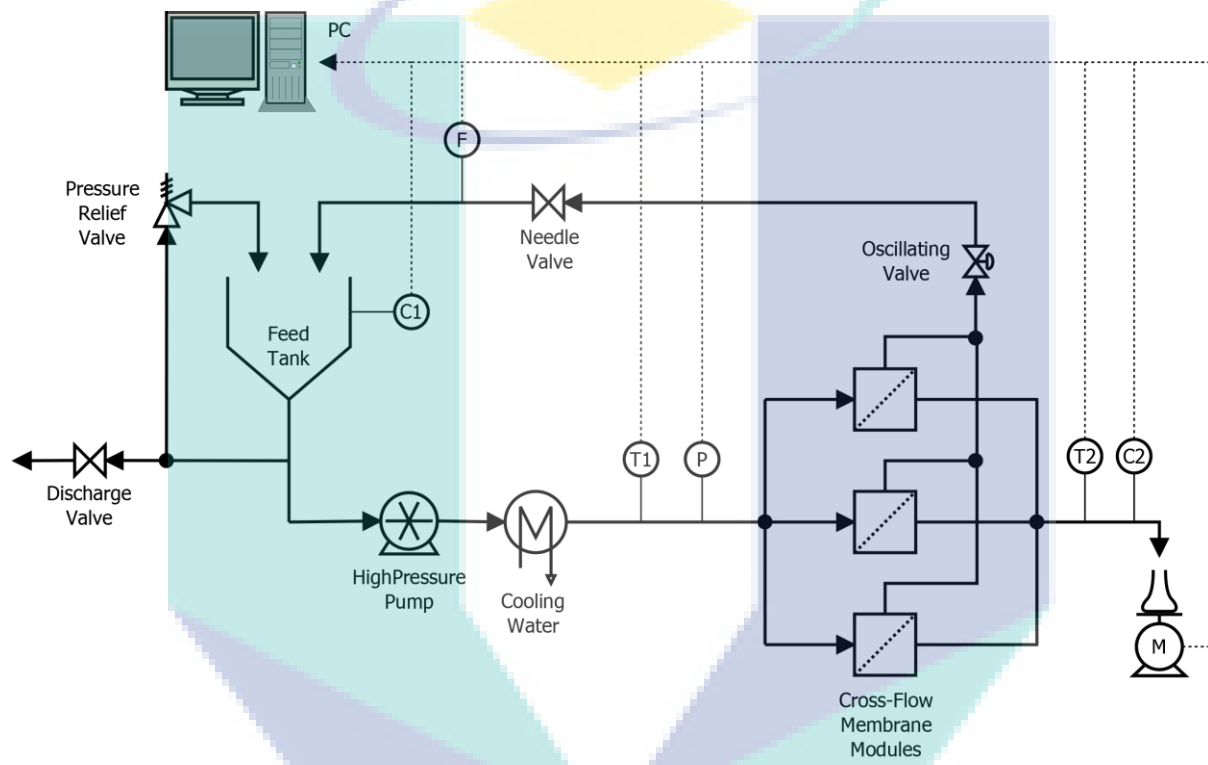 PC
F
Pressure
Relief
Valve
Needle
Valve
Oscillating
Valve
C1
Feed
Tank
T1
P
T2
C2
Discharge
Valve
HighPressure
Pump
Cooling
Water
M
Cross-Flow
Membrane
Modules